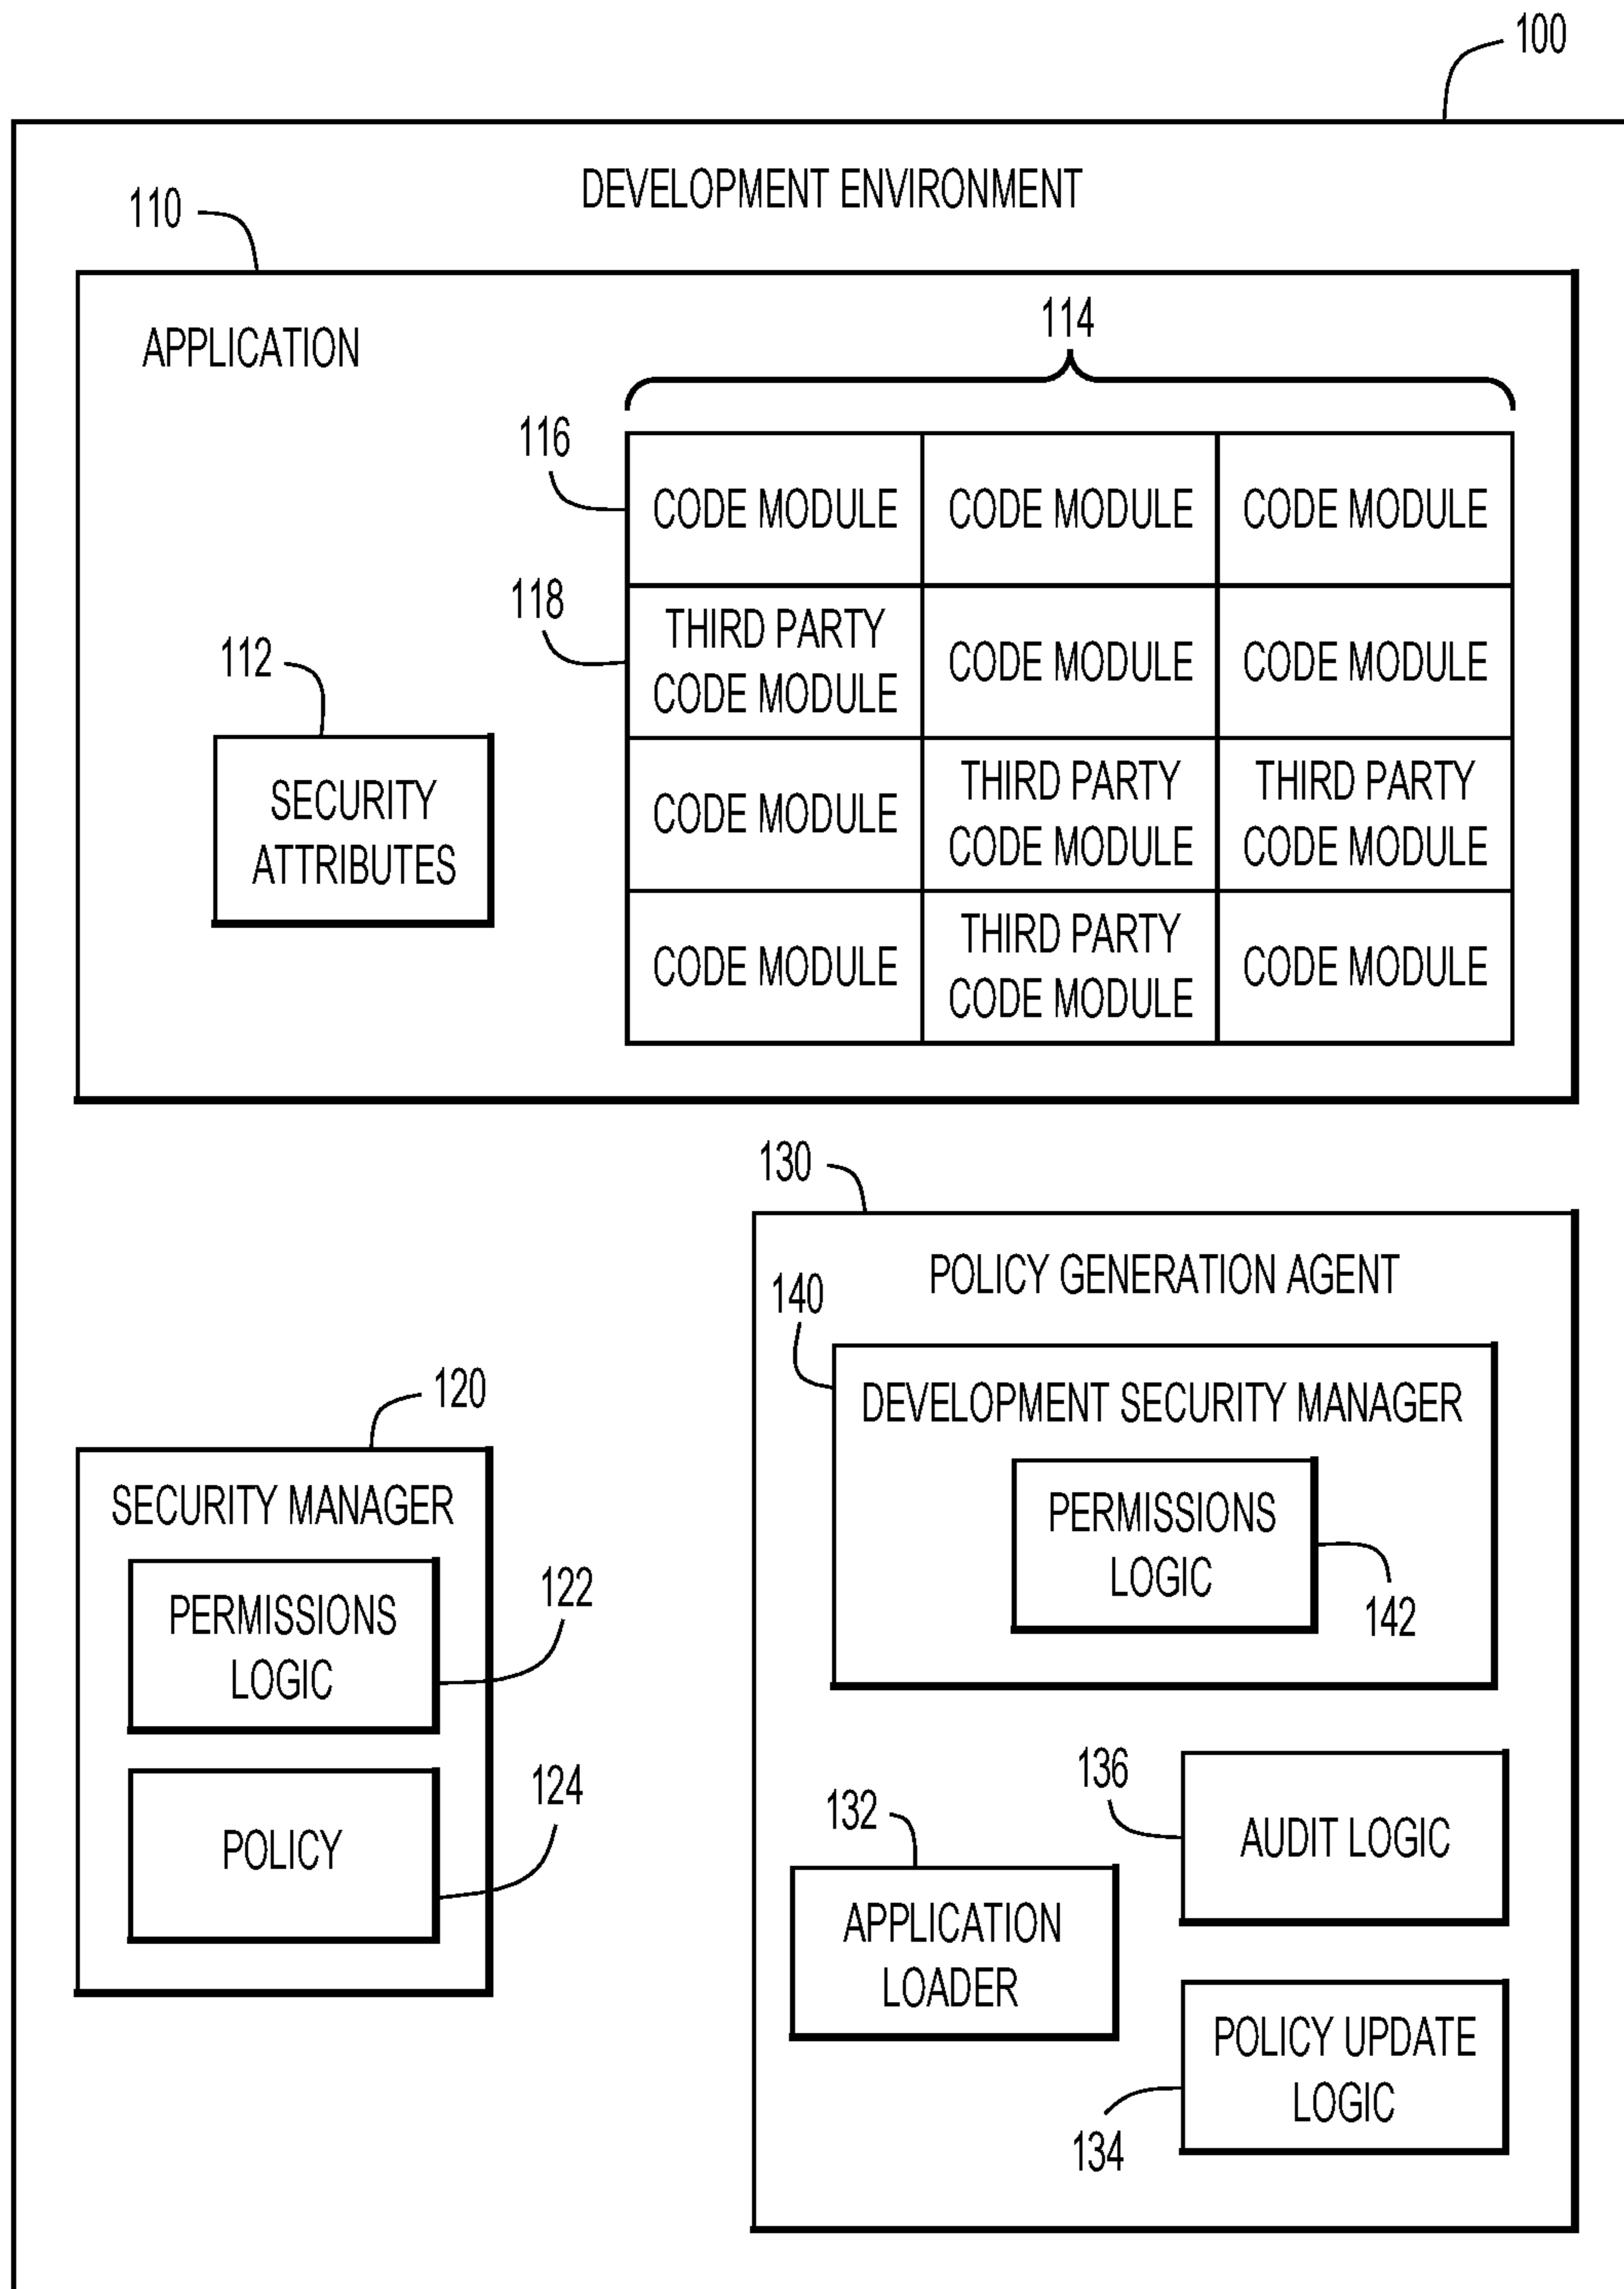 100
DEVELOPMENT ENVIRONMENT
110
APPLICATION
114
116
CODE MODULE
CODE MODULE
CODE MODULE
118
THIRD PARTY
CODE MODULE
CODE MODULE
CODE MODULE
112
SECURITY
ATTRIBUTES
CODE MODULE
THIRD PARTY
CODE MODULE
THIRD PARTY
CODE MODULE
CODE MODULE
THIRD PARTY
CODE MODULE
CODE MODULE
130
POLICY GENERATION AGENT
140
DEVELOPMENT SECURITY MANAGER
PERMISSIONS
LOGIC
142
120
SECURITY MANAGER
PERMISSIONS
LOGIC
122
POLICY
124
132
APPLICATION
LOADER
136
AUDIT LOGIC
POLICY UPDATE
LOGIC
134